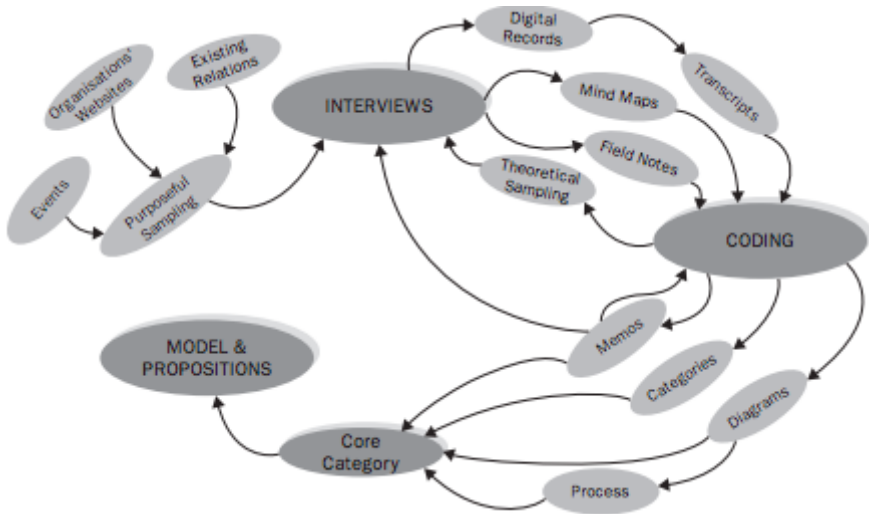 Digital
Records
Existing
Relations
Organisations'
Websites
INTERVIEWS
Mind Maps
Transcripts
Field Notes
Theoretical
Sampling
Events
Purposeful
Sampling
CODING
Memos
MODEL &
PROPOSITIONS
Categories
Diagrams
Core
Category
Process